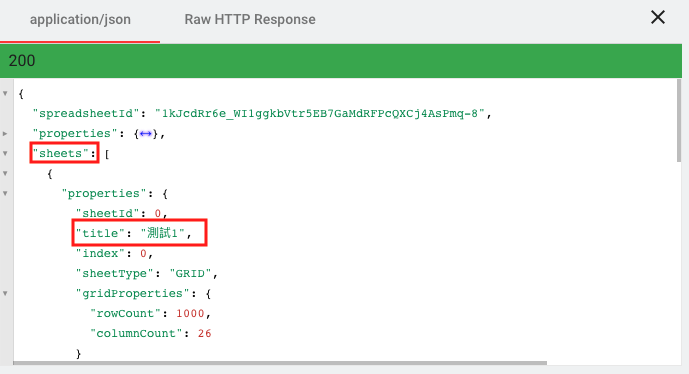 application/json Raw HTTP Response
200
{
"spreadsheetId": "1kJcdRr6e_WI1ggkbVtr5EB7GaMdRFPcQXCj4AsPmq-8",
"properties": {↔},
"sheets": [
{
"properties": {
"sheetId": 0,
"title": "測試1",
"index": 0,
"sheetType": "GRID",
"gridProperties": {
"rowCount": 1000,
"columnCount": 26
}